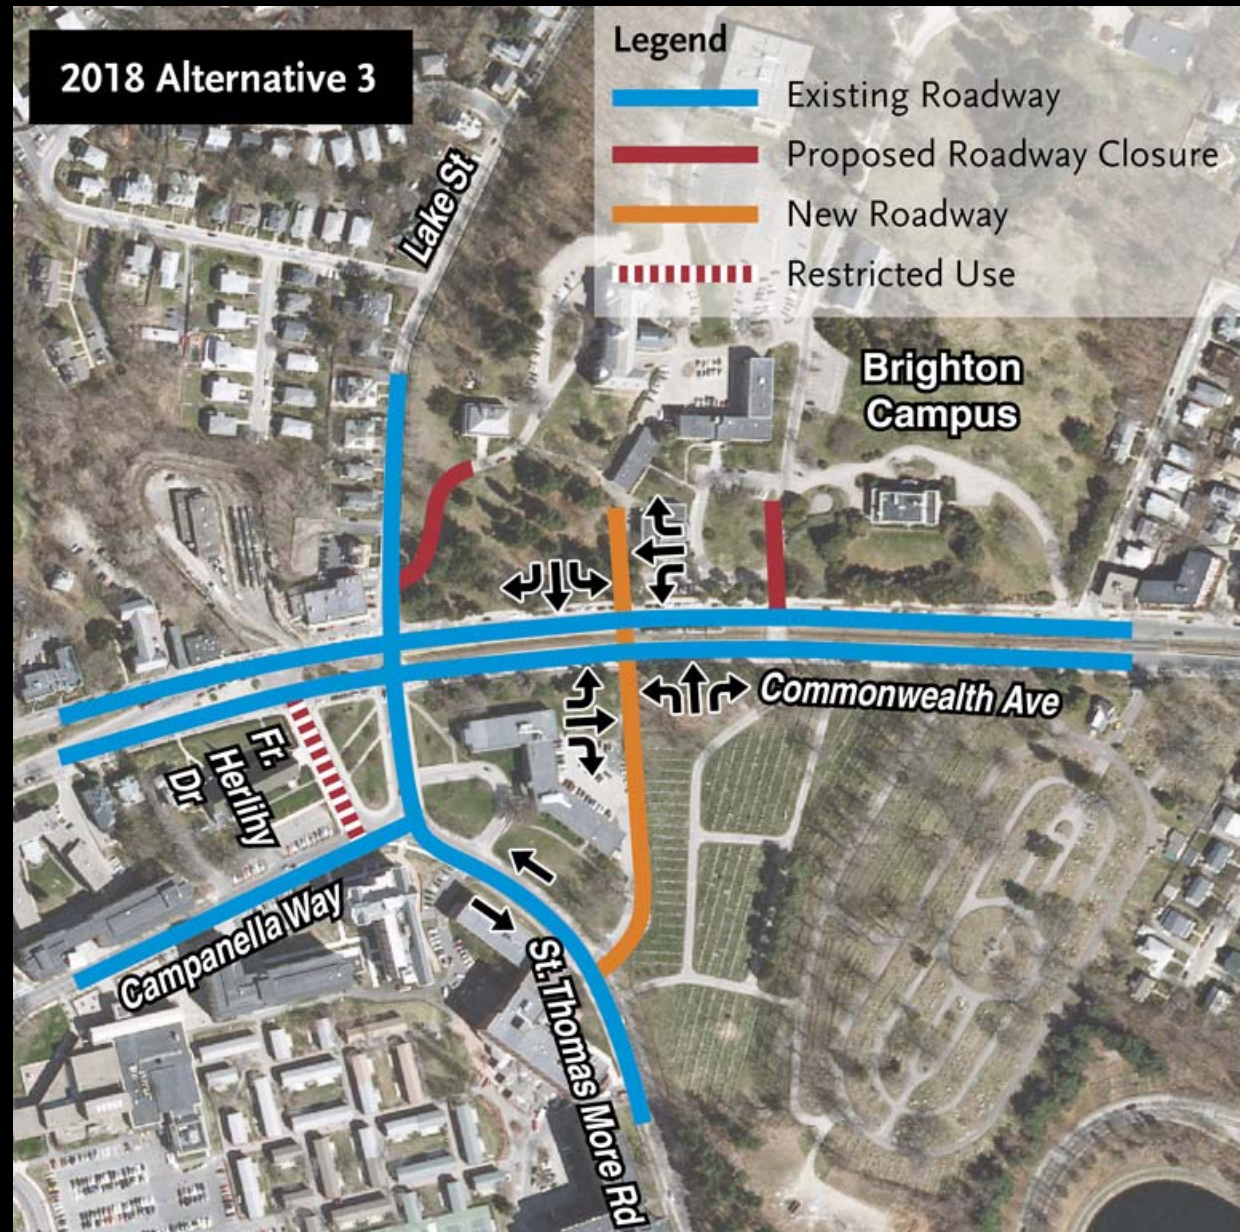 2018 Alternative 3
Legend
Existing Roadway
Proposed Roadway Closure
New Roadway
Restricted Use
Lake St
Brighton
Campus
Commonwealth Ave
Fr.
Herlihy
Dr
Campanella Way
St.Thomas More Rd